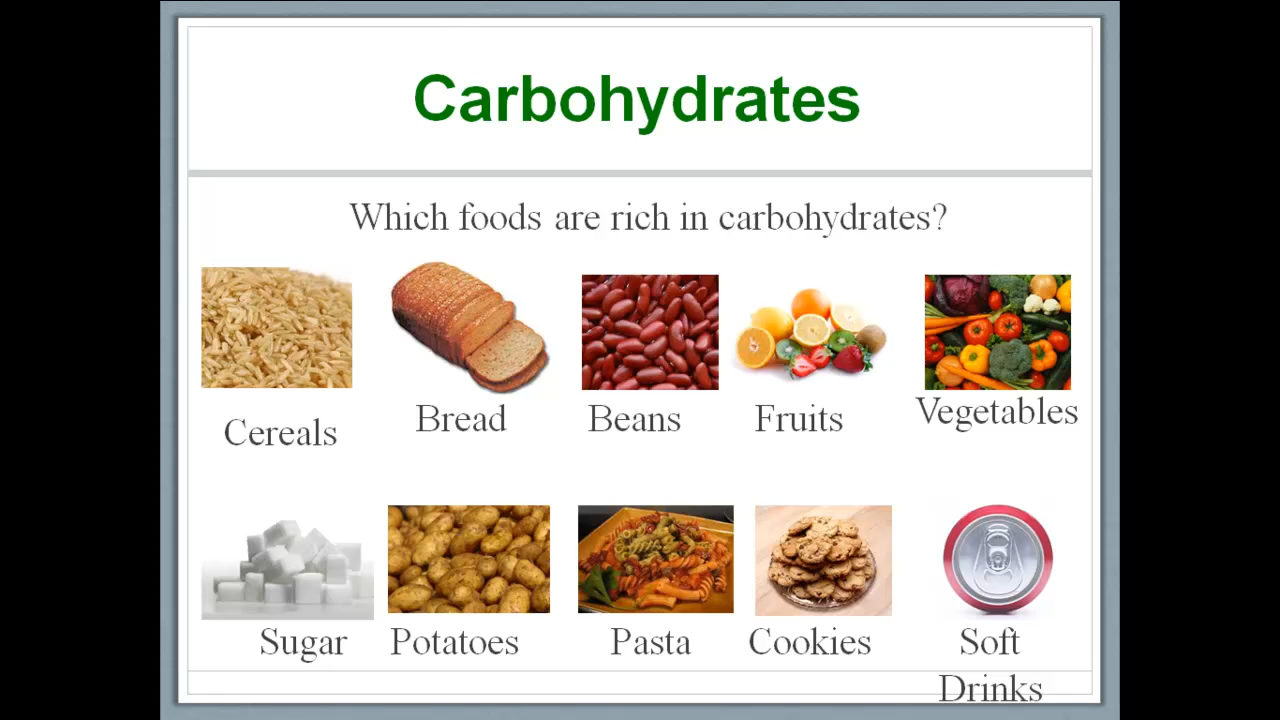 Carbohydrates
Which foods are rich in carbohydrates?
Cereals
Bread
Beans
Fruits
Vegetables
Sugar
Potatoes
Pasta
Cookies
Soft
Drinks